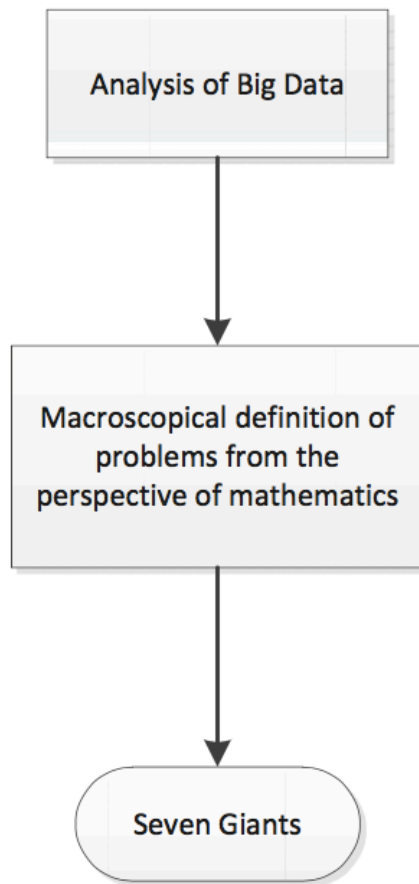 Analysis of Big Data
Macroscopical definition of
problems from the
perspective of mathematics
Seven Giants